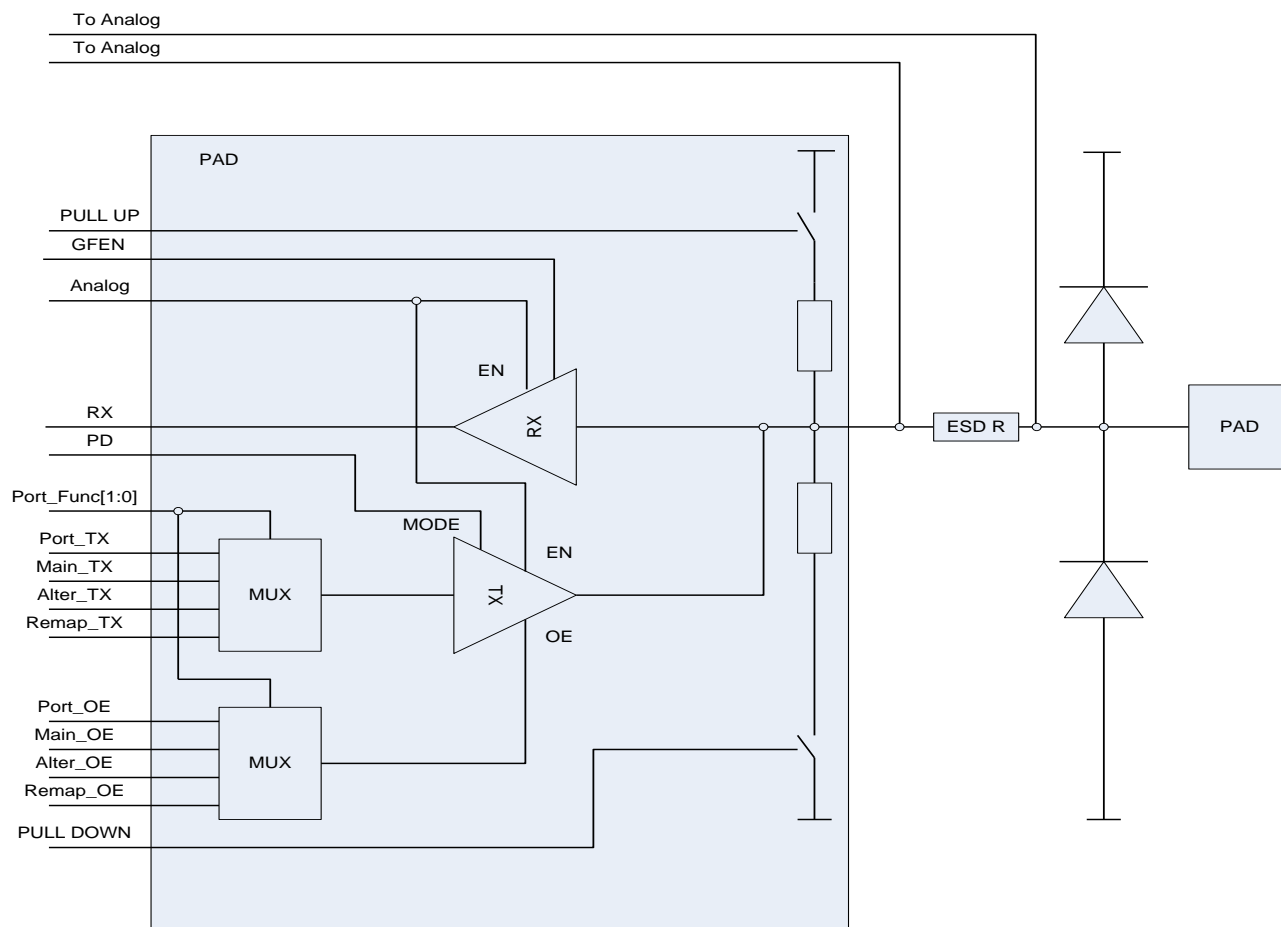 To Analog
To Analog
PAD
PULL UP
GFEN
Analog
EN
RX
RX
ESD R
PAD
PD
Port_Func[1:0]
MODE
Port_TX
EN
Main_TX
MUX
TX
Alter_TX
Remap_TX
OE
Port_OE
Main_OE
MUX
Alter_OE
Remap_OE
PULL DOWN